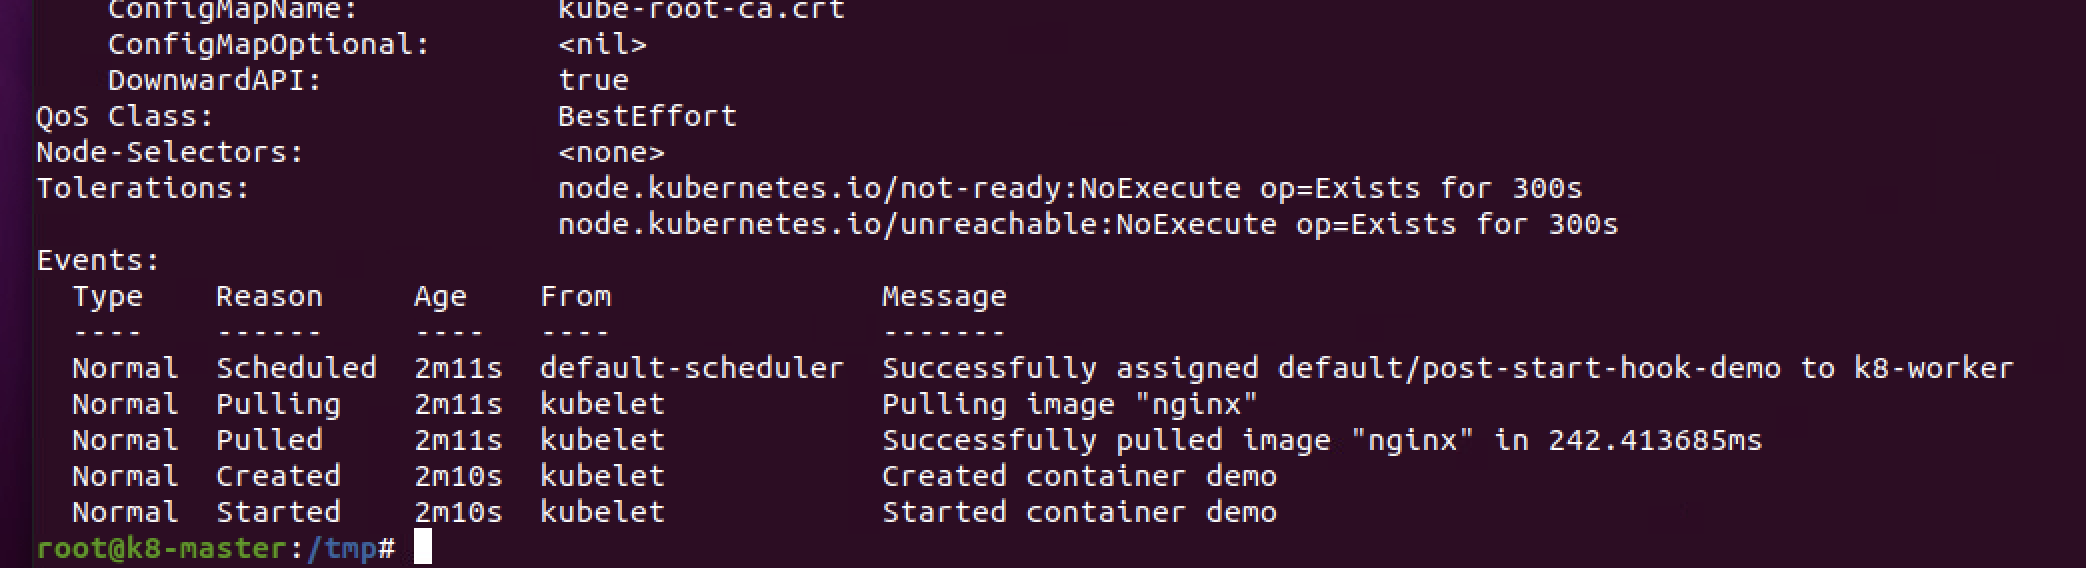 ConfigMapName:           kube-root-ca.crt
ConfigMapOptional:       <nil>
DownwardAPI:             true
QoS Class:                   BestEffort
Node-Selectors:              <none>
Tolerations:                 node.kubernetes.io/not-ready:NoExecute op=Exists for 300s
                             node.kubernetes.io/unreachable:NoExecute op=Exists for 300s
Events:
  Type    Reason     Age    From               Message
  ----    ------     ----   ----               -------
  Normal  Scheduled  2m11s  default-scheduler  Successfully assigned default/post-start-hook-demo to k8-worker
  Normal  Pulling    2m11s  kubelet            Pulling image "nginx"
  Normal  Pulled     2m11s  kubelet            Successfully pulled image "nginx" in 242.413685ms
  Normal  Created    2m10s  kubelet            Created container demo
  Normal  Started    2m10s  kubelet            Started container demo
root@k8-master:/tmp#